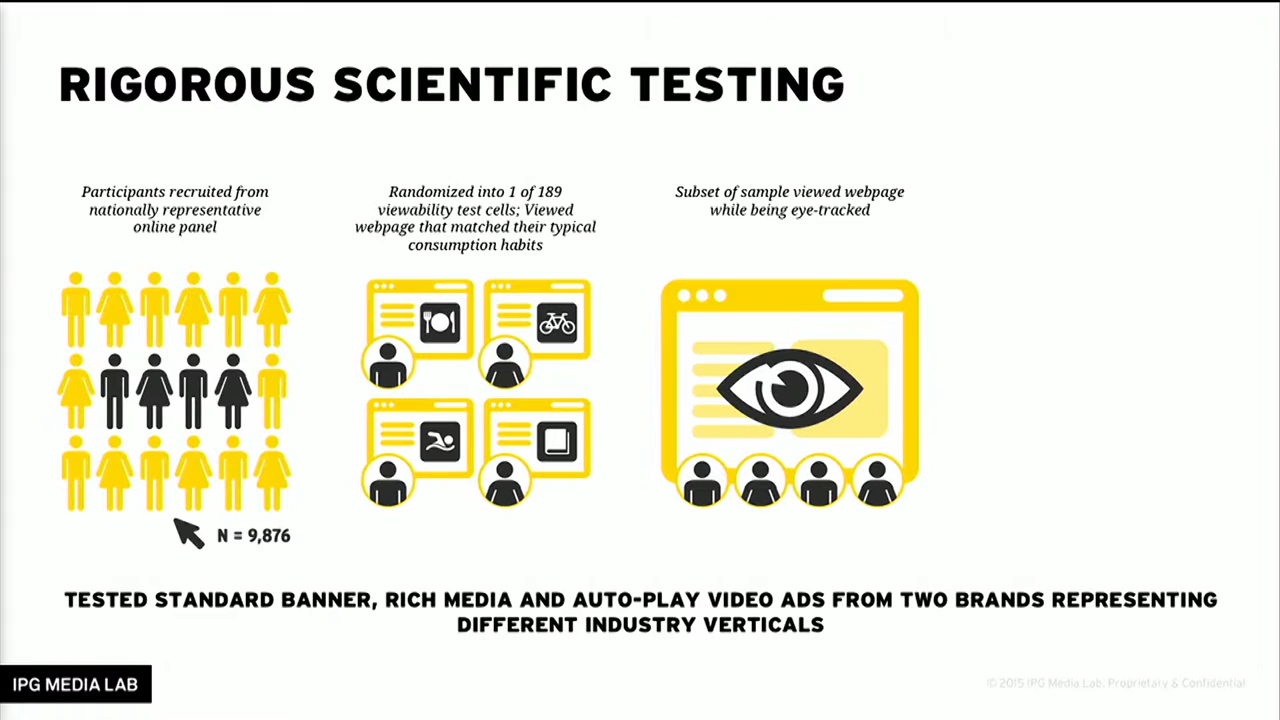 RIGOROUS SCIENTIFIC TESTING
Participants recruited from
nationally representative
online panel
Randomized into 1 of 189
viewability test cells; Viewed
webpage that matched their typical
consumption habits
Subset of sample viewed webpage
while being eye-tracked
N = 9,876
TESTED STANDARD BANNER, RICH MEDIA AND AUTO-PLAY VIDEO ADS FROM TWO BRANDS REPRESENTING
DIFFERENT INDUSTRY VERTICALS
IPG MEDIA LAB
© 2015 IPG Media Lab, Proprietary & Confidential